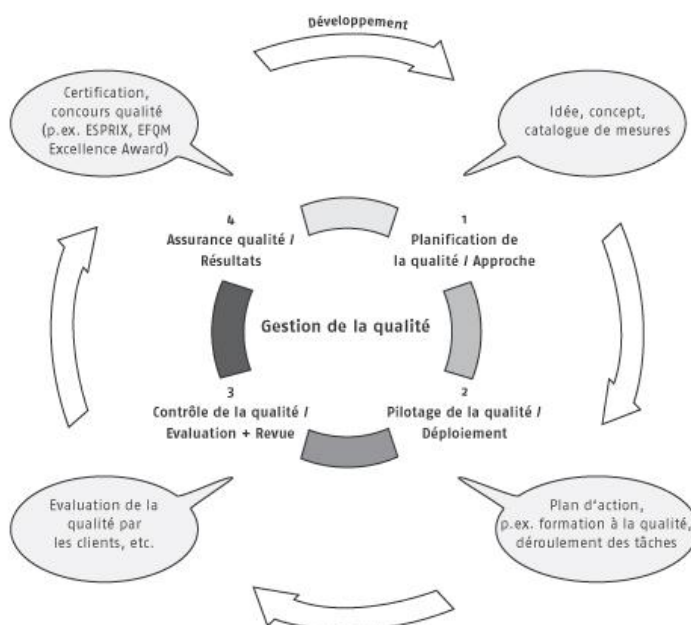 Développement
Certification,
concours qualité
(p.ex. ESPRIX, EFQM
Excellence Award)
Idée, concept,
catalogue de mesures
4
Assurance qualité /
Résultats
1
Planification de
la qualité / Approche
Gestion de la qualité
3
Contrôle de la qualité /
Evaluation + Revue
2
Pilotage de la qualité /
Déploiement
Evaluation de la
qualité par
les clients, etc.
Plan d'action,
p.ex. formation à la qualité,
déroulement des tâches